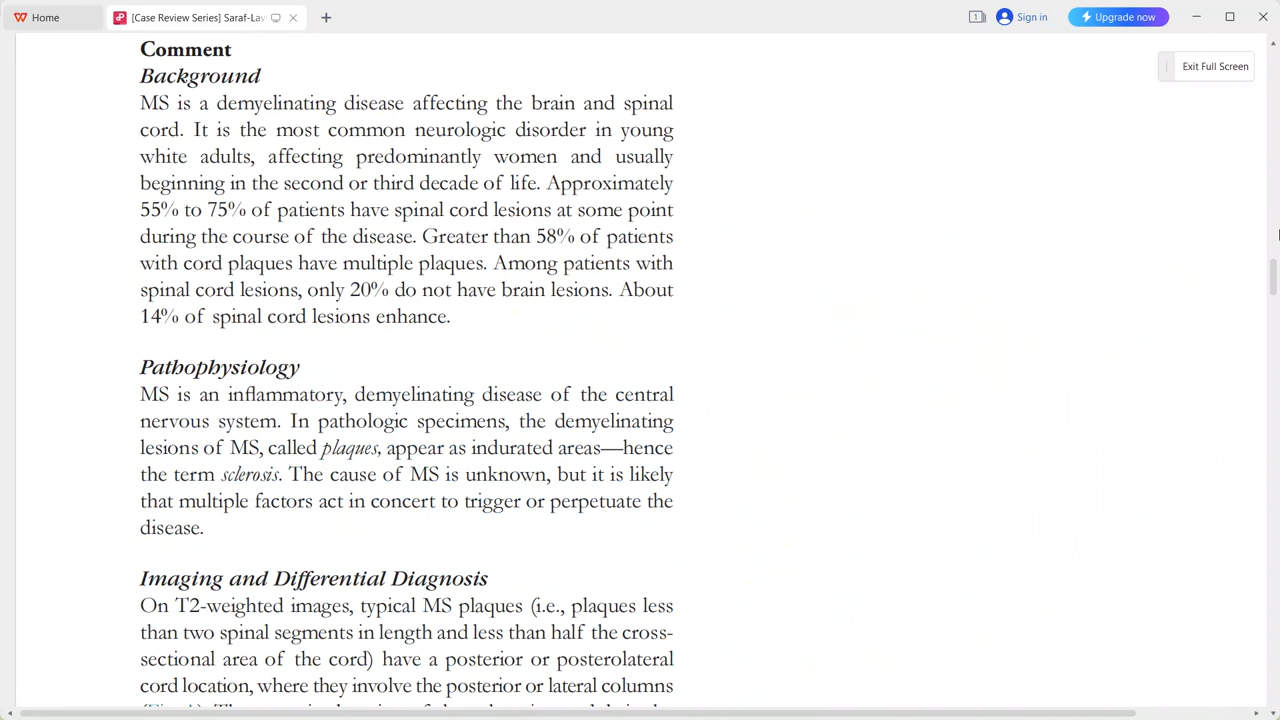 Home
[Case Review Series] Saraf-Lav
1
Sign in
Upgrade now
Exit Full Screen
Comment
Background
MS is a demyelinating disease affecting the brain and spinal
cord. It is the most common neurologic disorder in young
white adults, affecting predominantly women and usually
beginning in the second or third decade of life. Approximately
55% to 75% of patients have spinal cord lesions at some point
during the course of the disease. Greater than 58% of patients
with cord plaques have multiple plaques. Among patients with
spinal cord lesions, only 20% do not have brain lesions. About
14% of spinal cord lesions enhance.
Pathophysiology
MS is an inflammatory, demyelinating disease of the central
nervous system. In pathologic specimens, the demyelinating
lesions of MS, called plaques, appear as indurated areas—hence
the term sclerosis. The cause of MS is unknown, but it is likely
that multiple factors act in concert to trigger or perpetuate the
disease.
Imaging and Differential Diagnosis
On T2-weighted images, typical MS plaques (i.e., plaques less
than two spinal segments in length and less than half the cross-
sectional area of the cord) have a posterior or posterolateral
cord location, where they involve the posterior or lateral columns